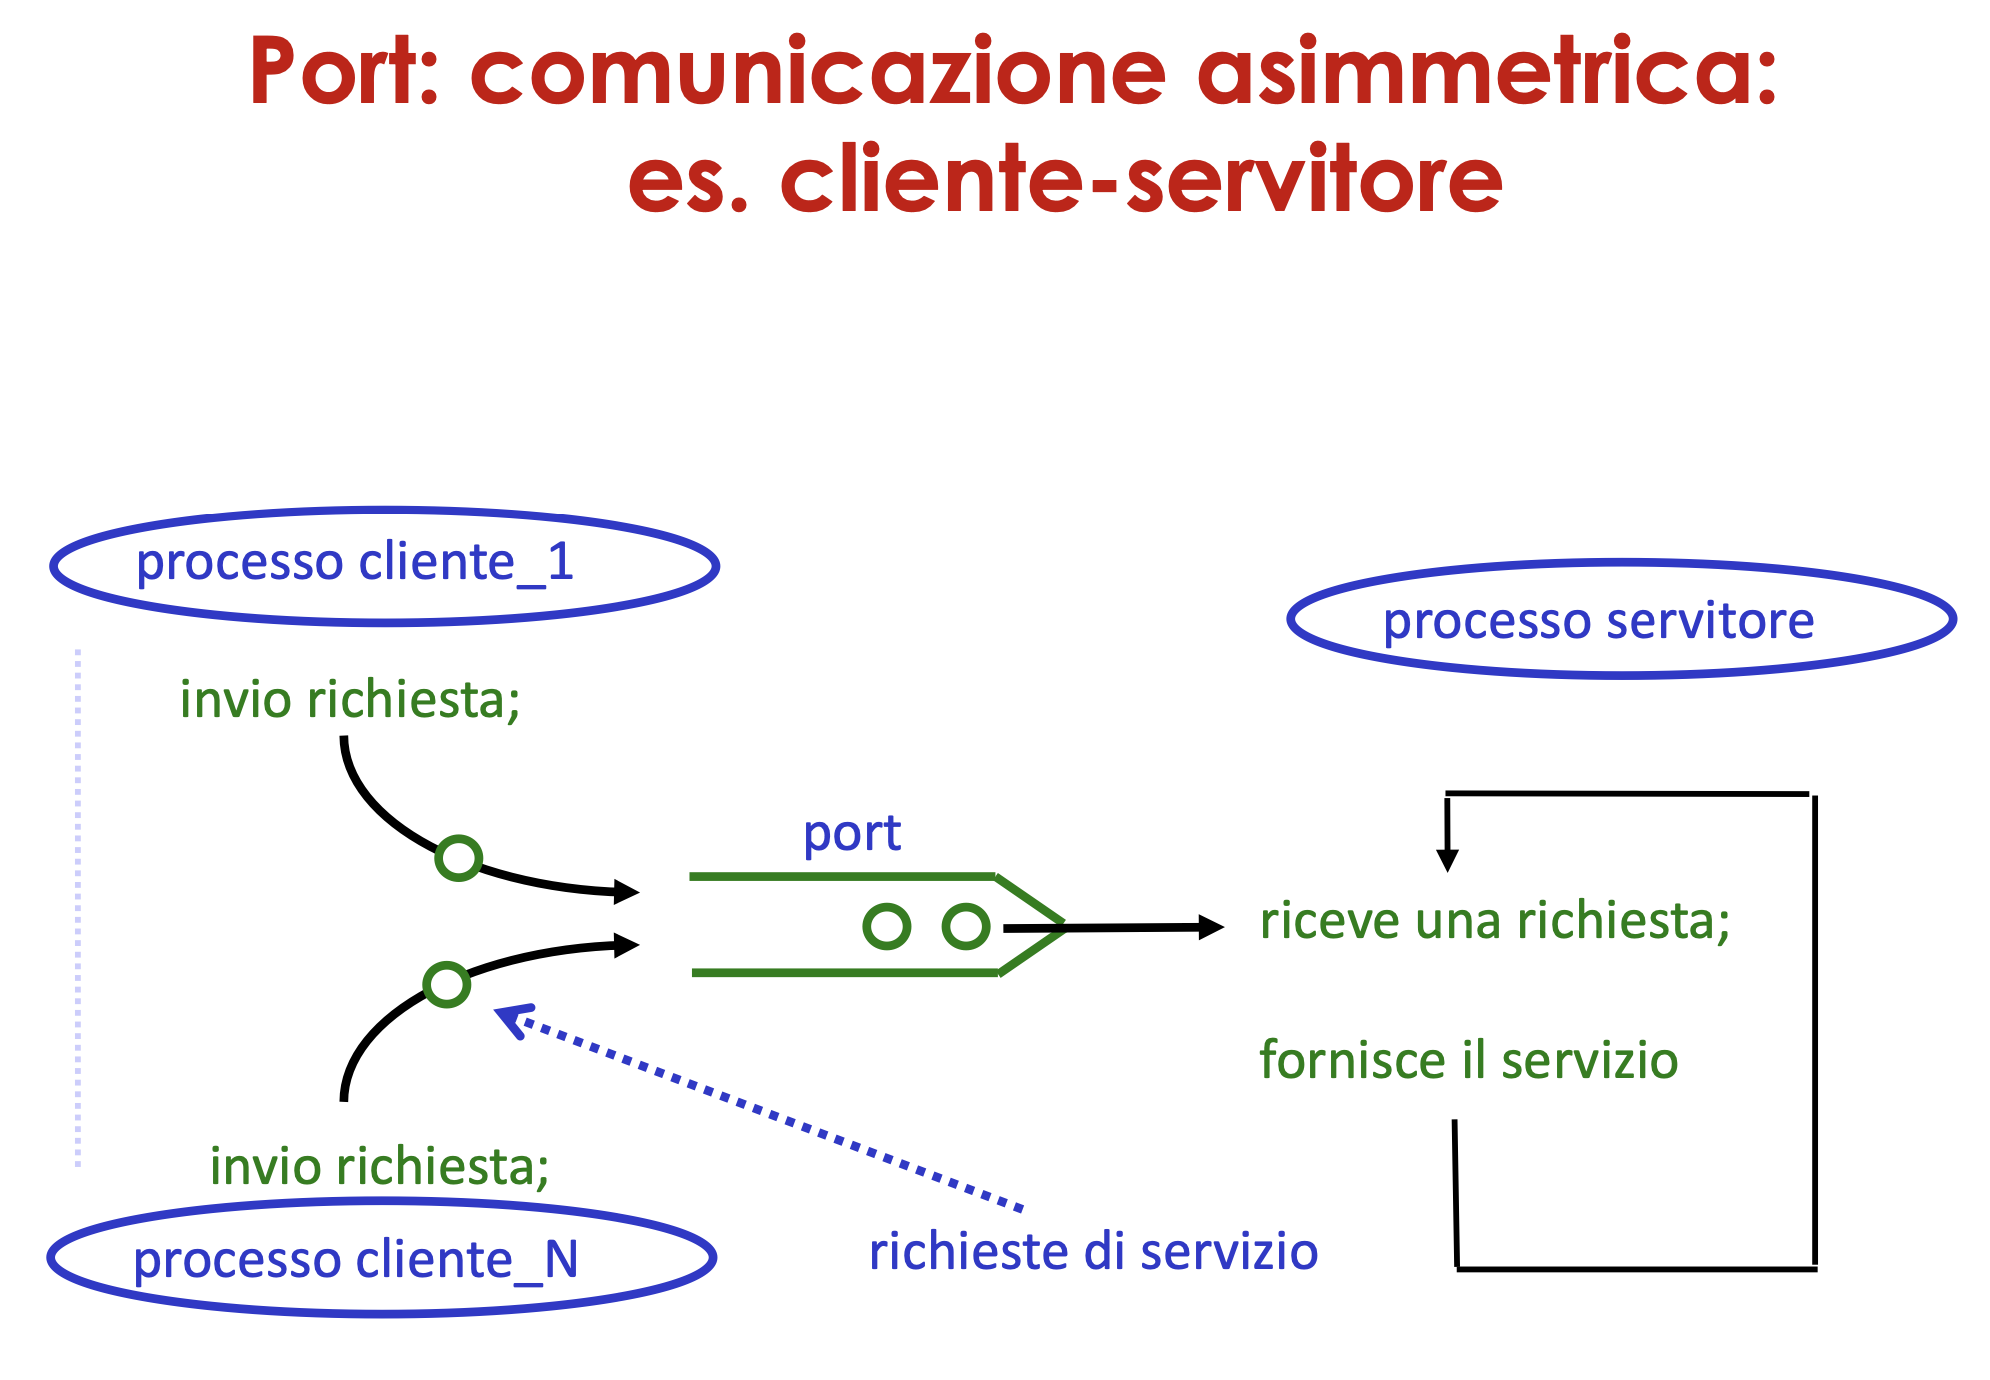 Port: comunicazione asimmetrica:
es. cliente-servitore
processo cliente_1
processo servitore
invio richiesta;
port
riceve una richiesta;
fornisce il servizio
invio richiesta;
richieste di servizio
processo cliente_N